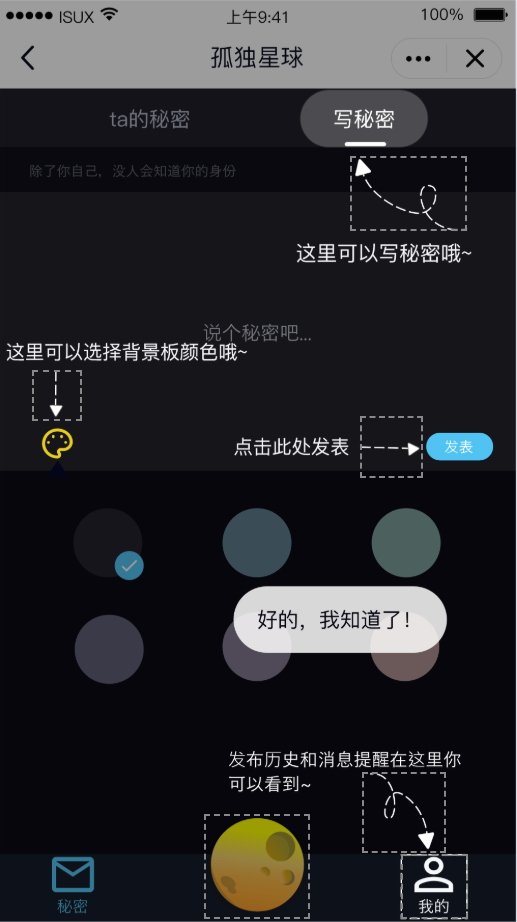 ISUX 上午9:41 100%
孤独星球
ta的秘密 写秘密
除了你自己，没人会知道你的身份
这里可以写秘密哦~
说个秘密吧...
这里可以选择背景板颜色哦~
点击此处发表 发表
好的，我知道了！
发布历史和消息提醒在这里你
可以看到~
秘密 我的